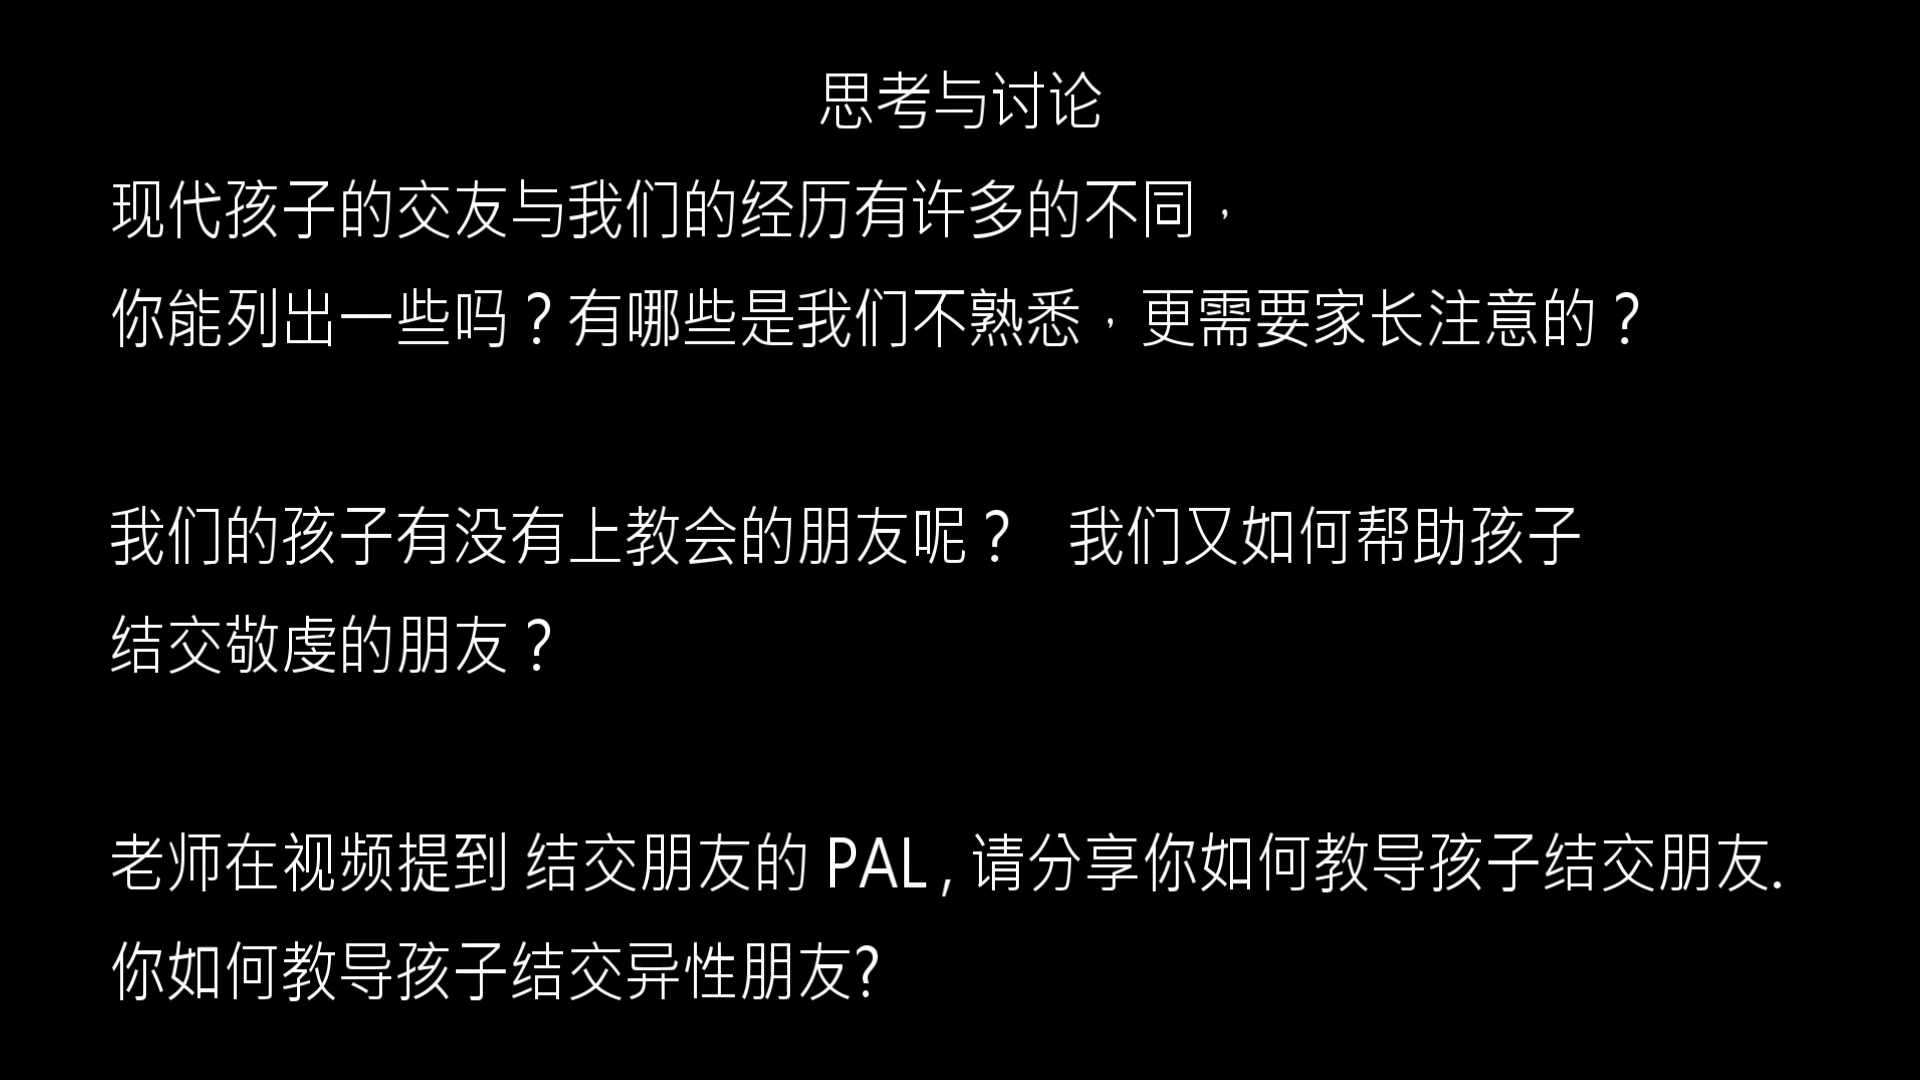 思考与讨论
现代孩子的交友与我们的经历有许多的不同，
你能列出一些吗？有哪些是我们不熟悉，更需要家长注意的？
我们的孩子有没有上教会的朋友呢？ 我们又如何帮助孩子
结交敬虔的朋友？
老师在视频提到 结交朋友的 PAL , 请分享你如何教导孩子结交朋友.
你如何教导孩子结交异性朋友?